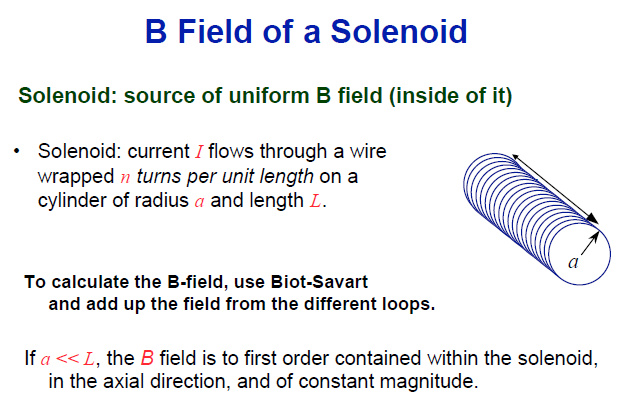 B Field of a Solenoid
Solenoid: source of uniform B field (inside of it)
• Solenoid: current I flows through a wire
wrapped n turns per unit length on a
cylinder of radius a and length L.
a
To calculate the B-field, use Biot-Savart
and add up the field from the different loops.
If a << L, the B field is to first order contained within the solenoid,
in the axial direction, and of constant magnitude.